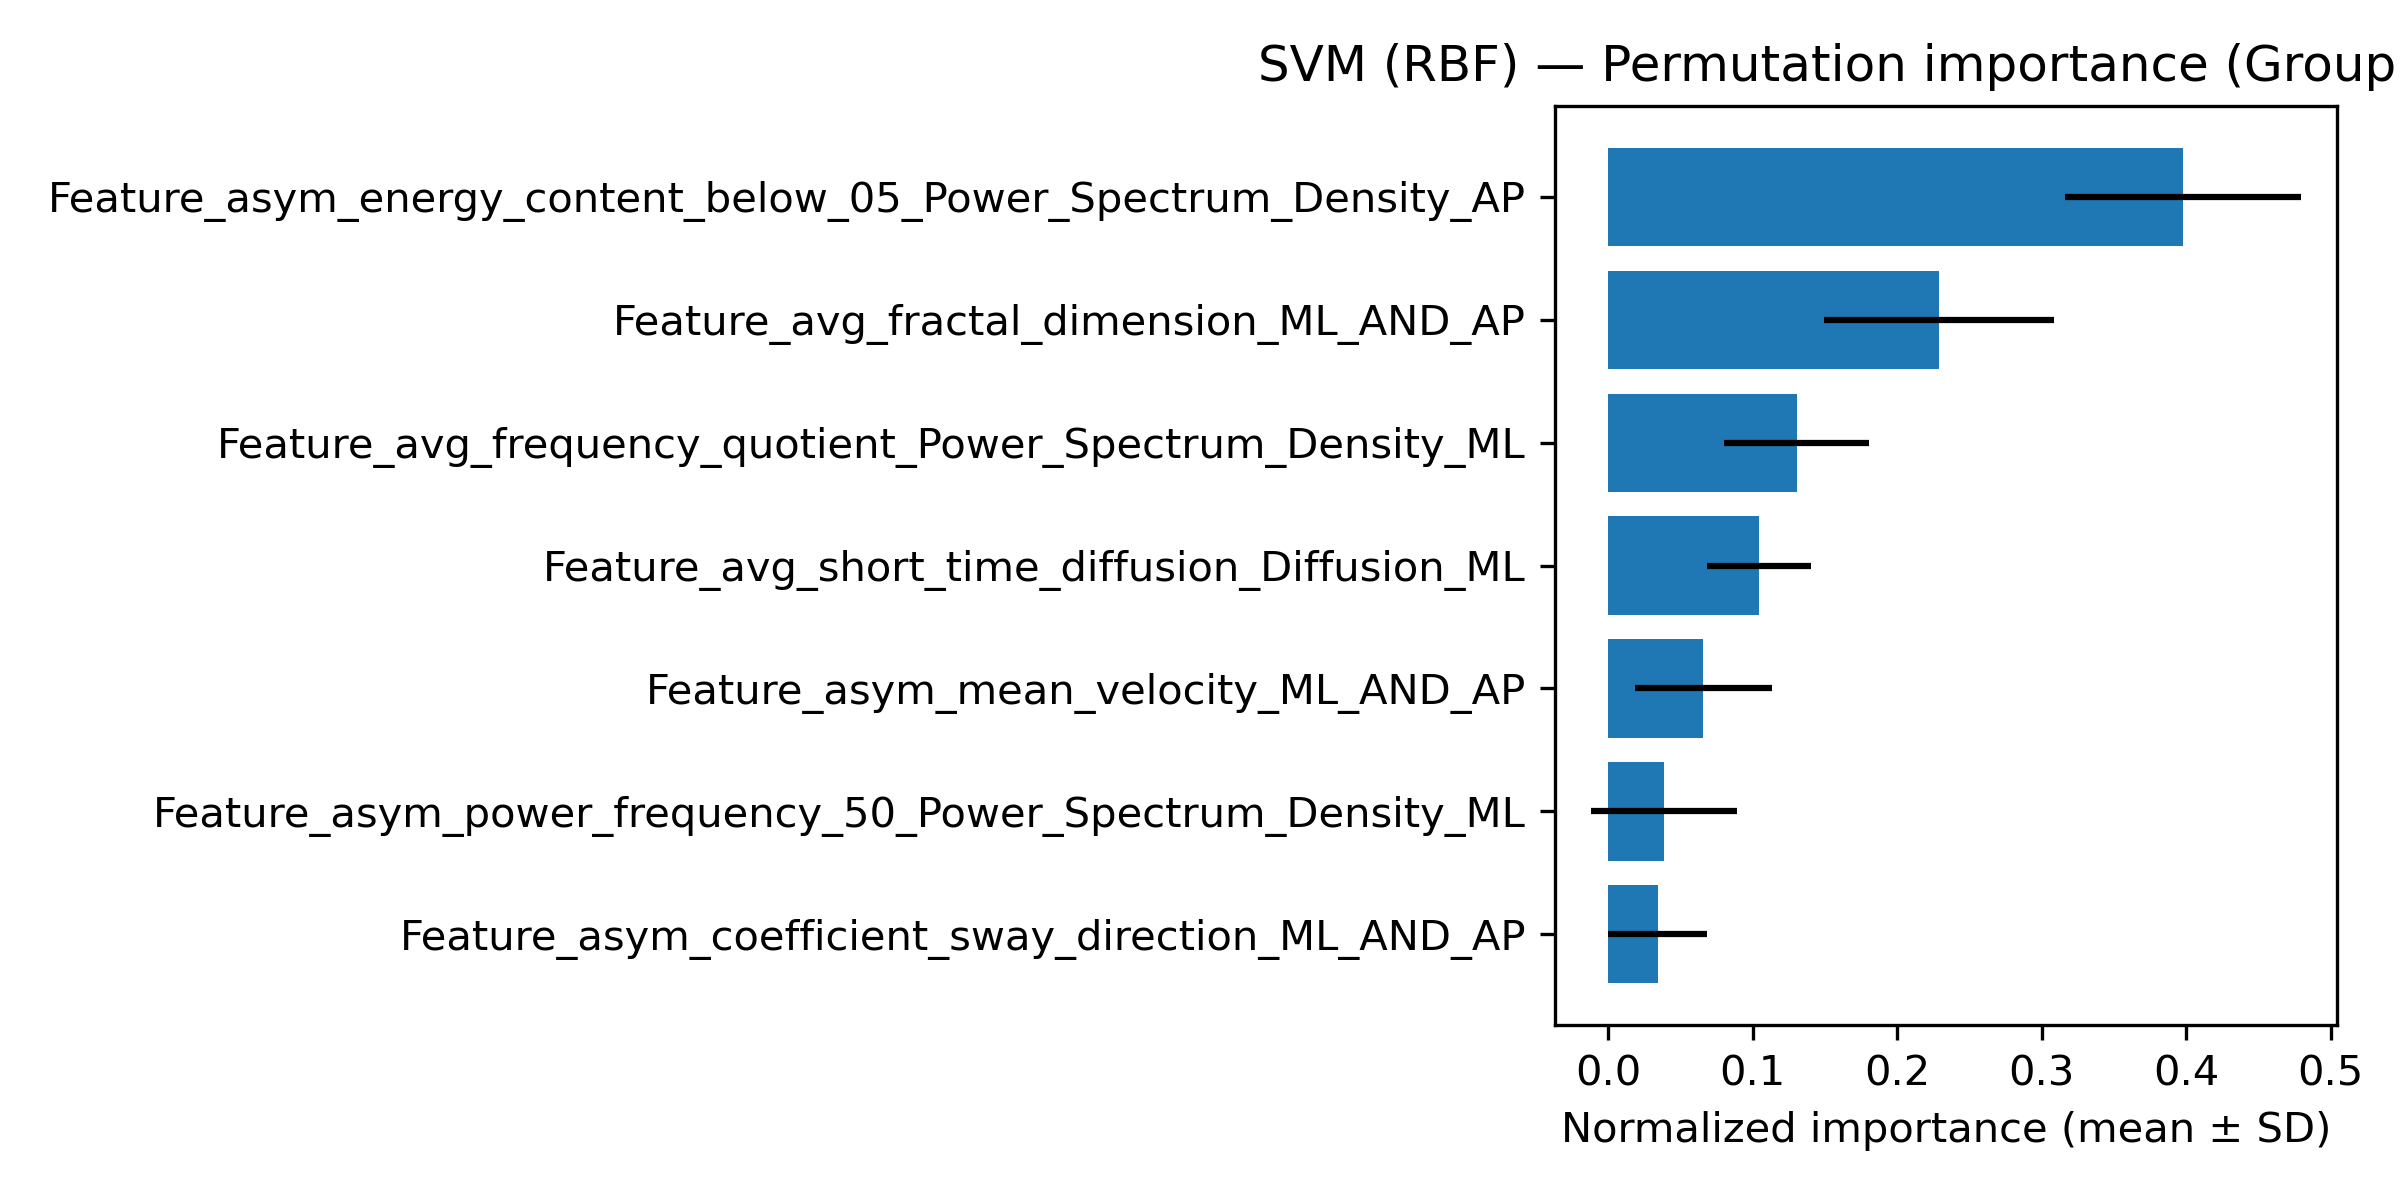 SVM (RBF) — Permutation importance (Group
Feature_asym_energy_content_below_05_Power_Spectrum_Density_AP
Feature_avg_fractal_dimension_ML_AND_AP
Feature_avg_frequency_quotient_Power_Spectrum_Density_ML
Feature_avg_short_time_diffusion_Diffusion_ML
Feature_asym_mean_velocity_ML_AND_AP
Feature_asym_power_frequency_50_Power_Spectrum_Density_ML
Feature_asym_coefficient_sway_direction_ML_AND_AP
0.0 0.1 0.2 0.3 0.4 0.5
Normalized importance (mean ± SD)